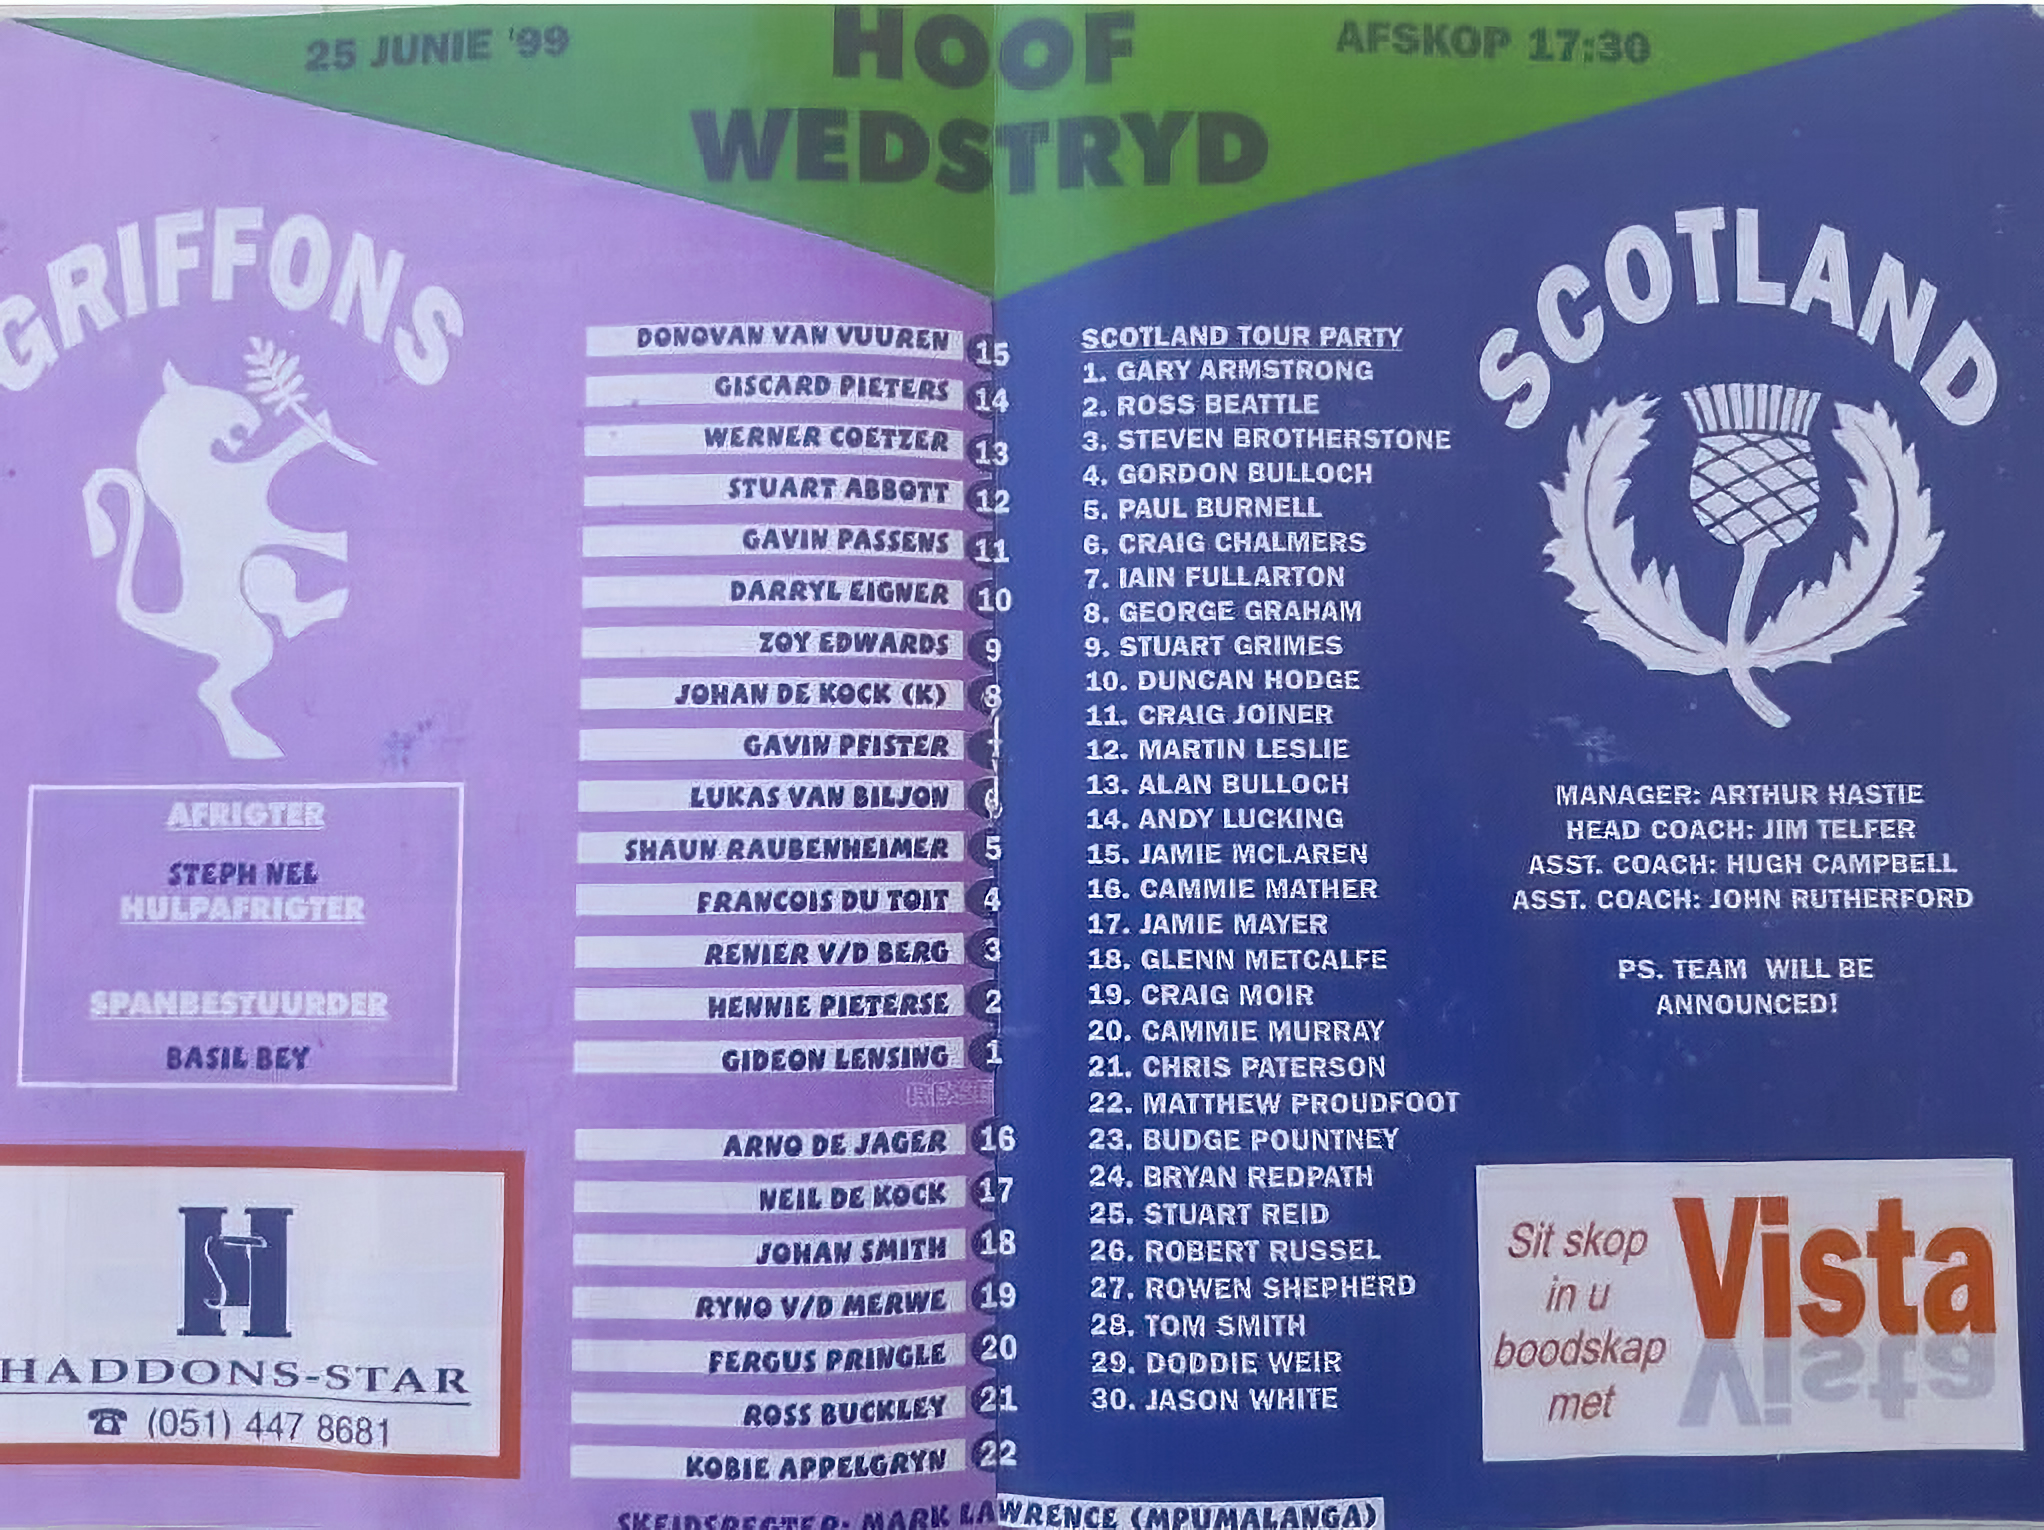 25 JUNIE '99
HOOF
WEDSTRYD
AFSKOP 17:30
GRIFFONS
DONOVAN VAN VUUREN 15
GISCARD PIETERS 14
WERNER COETZER 13
STUART ABBOTT 12
GAVIN PASSENS 11
DARRYL EIGNER 10
ZOY EDWARDS 9
JOHAN DE KOCK (K) 8
GAVIN PFISTER 7
LUKAS VAN BILJON 6
SHAUN RAUBENHEIMER 5
FRANCOIS DU TOIT 4
RENIER V/D BERG 3
HENNIE PIETERSE 2
GIDEON LENSING 1
ARNO DE JAGER 16
NEIL DE KOCK 17
JOHAN SMITH 18
RYNO V/D MERWE 19
FERGUS PRINGLE 20
ROSS BUCKLEY 21
KOBIE APPELGRYN 22
AFRIGTER
STEPH NEL
HULPAFRIGTER
SPANBESTUURDER
BASIL BEY
H
HADDONS-STAR
☎ (051) 447 8681
SCOTLAND TOUR PARTY
1. GARY ARMSTRONG
2. ROSS BEATTLE
3. STEVEN BROTHERSTONE
4. GORDON BULLOCH
5. PAUL BURNELL
6. CRAIG CHALMERS
7. IAIN FULLARTON
8. GEORGE GRAHAM
9. STUART GRIMES
10. DUNCAN HODGE
11. CRAIG JOINER
12. MARTIN LESLIE
13. ALAN BULLOCH
14. ANDY LUCKING
15. JAMIE MCLAREN
16. CAMMIE MATHER
17. JAMIE MAYER
18. GLENN METCALFE
19. CRAIG MOIR
20. CAMMIE MURRAY
21. CHRIS PATERSON
22. MATTHEW PROUDFOOT
23. BUDGE POUNTNEY
24. BRYAN REDPATH
25. STUART REID
26. ROBERT RUSSEL
27. ROWEN SHEPHERD
28. TOM SMITH
29. DODDIE WEIR
30. JASON WHITE
SCOTLAND
MANAGER: ARTHUR HASTIE
HEAD COACH: JIM TELFER
ASST. COACH: HUGH CAMPBELL
ASST. COACH: JOHN RUTHERFORD
PS. TEAM WILL BE
ANNOUNCED!
Sit skop
in u
boodskap
met
Vista
SKEIDSREGTER: MARK LAWRENCE (MPUMALANGA)